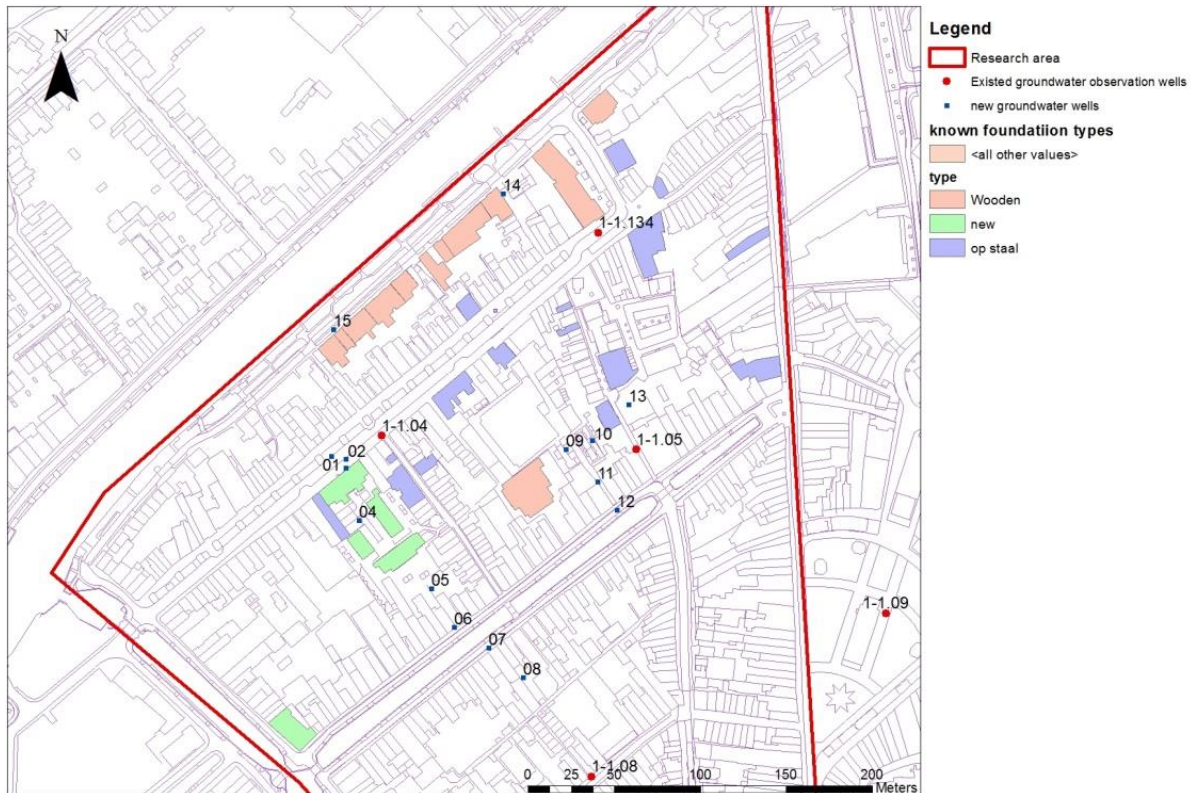 N
14
1-1.134
15
13
1-1.04
10
1-1.05
09
02
01
11
12
04
05
06
07
08
1-1.09
1-1.08
0 25 50 100 150 200
Meters
Legend
Research area
Existed groundwater observation wells
new groundwater wells
known foundatiion types
<all other values>
type
Wooden
new
op staal